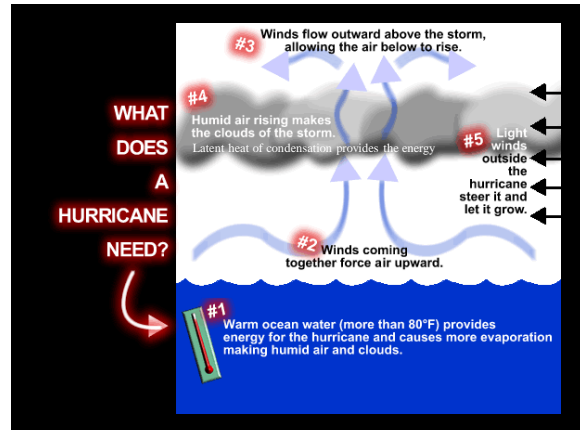 WHAT
DOES
A
HURRICANE
NEED?
#1
Warm ocean water (more than 80°F) provides
energy for the hurricane and causes more evaporation
making humid air and clouds.
#2
Winds coming
together force air upward.
#3
Winds flow outward above the storm,
allowing the air below to rise.
#4
Humid air rising makes
the clouds of the storm.
Latent heat of condensation provides the energy
#5
Light
winds
outside
the
hurricane
steer it and
let it grow.